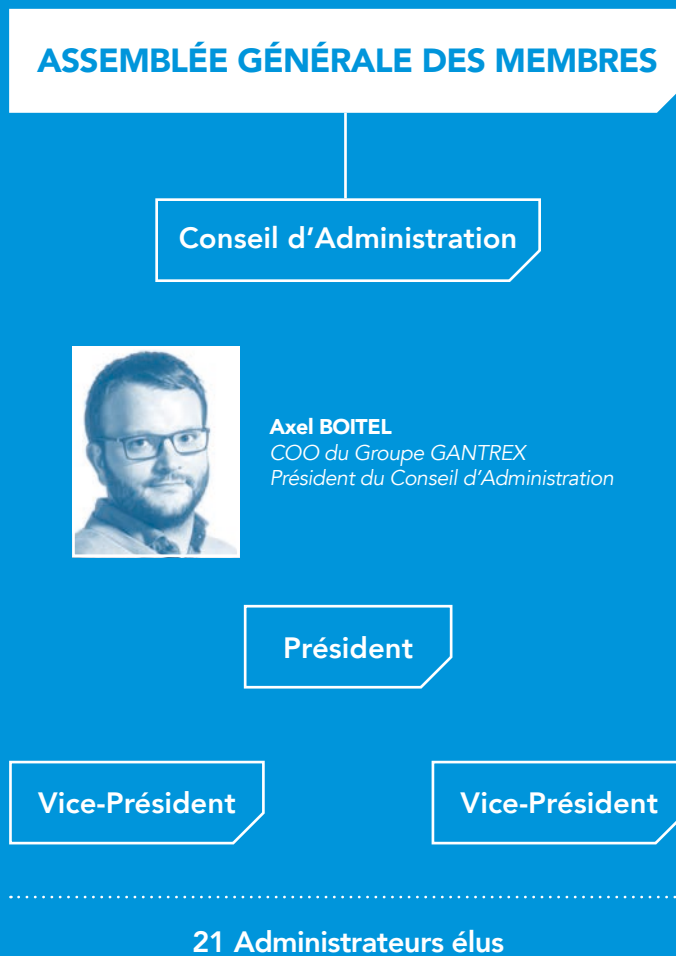 ASSEMBLÉE GÉNÉRALE DES MEMBRES
Conseil d’Administration
Axel BOITEL
COO du Groupe GANTREX
Président du Conseil d’Administration
Président
Vice-Président
Vice-Président
21 Administrateurs élus